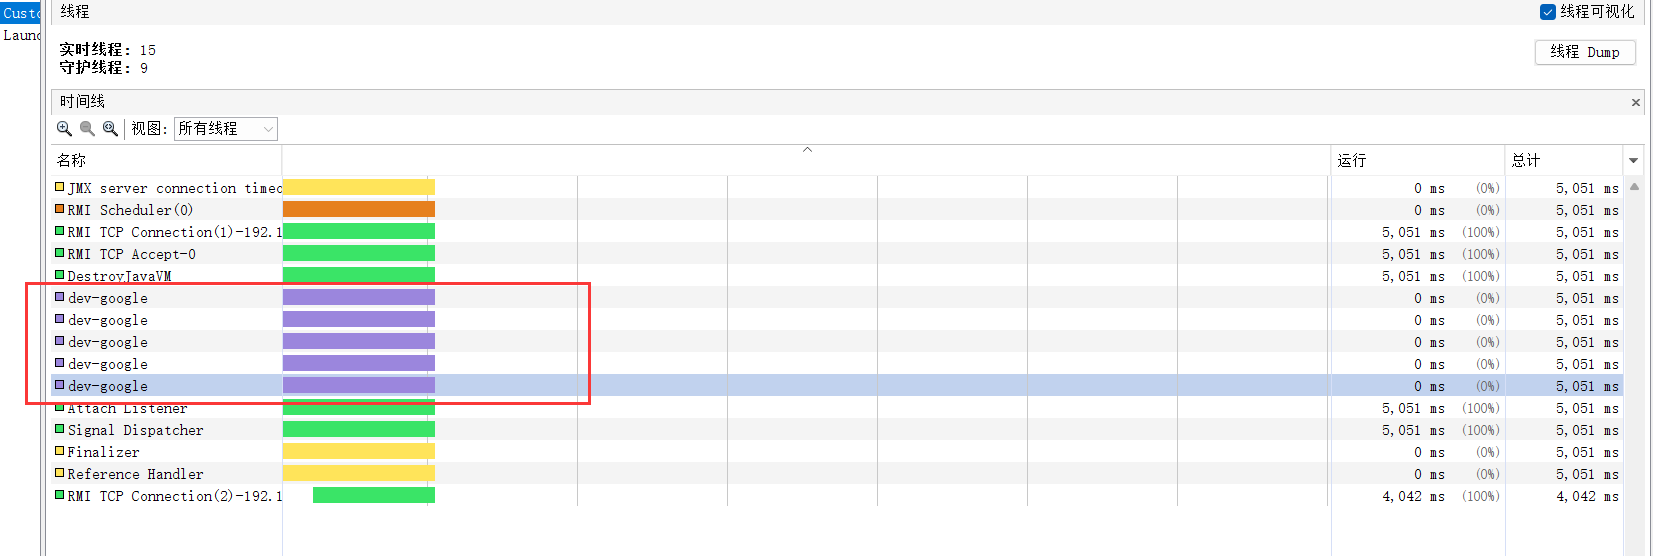 Custo
Launc
线程
线程可视化
实时线程: 15
守护线程: 9
线程 Dump
时间线
视图: 所有线程
名称 运行 总计
JMX server connection timeo 0 ms (0%) 5,051 ms
RMI Scheduler(0) 0 ms (0%) 5,051 ms
RMI TCP Connection(1)-192.1 5,051 ms (100%) 5,051 ms
RMI TCP Accept-0 5,051 ms (100%) 5,051 ms
DestroyJavaVM 5,051 ms (100%) 5,051 ms
dev-google 0 ms (0%) 5,051 ms
dev-google 0 ms (0%) 5,051 ms
dev-google 0 ms (0%) 5,051 ms
dev-google 0 ms (0%) 5,051 ms
dev-google 0 ms (0%) 5,051 ms
Attach Listener 5,051 ms (100%) 5,051 ms
Signal Dispatcher 5,051 ms (100%) 5,051 ms
Finalizer 0 ms (0%) 5,051 ms
Reference Handler 0 ms (0%) 5,051 ms
RMI TCP Connection(2)-192.1 4,042 ms (100%) 4,042 ms